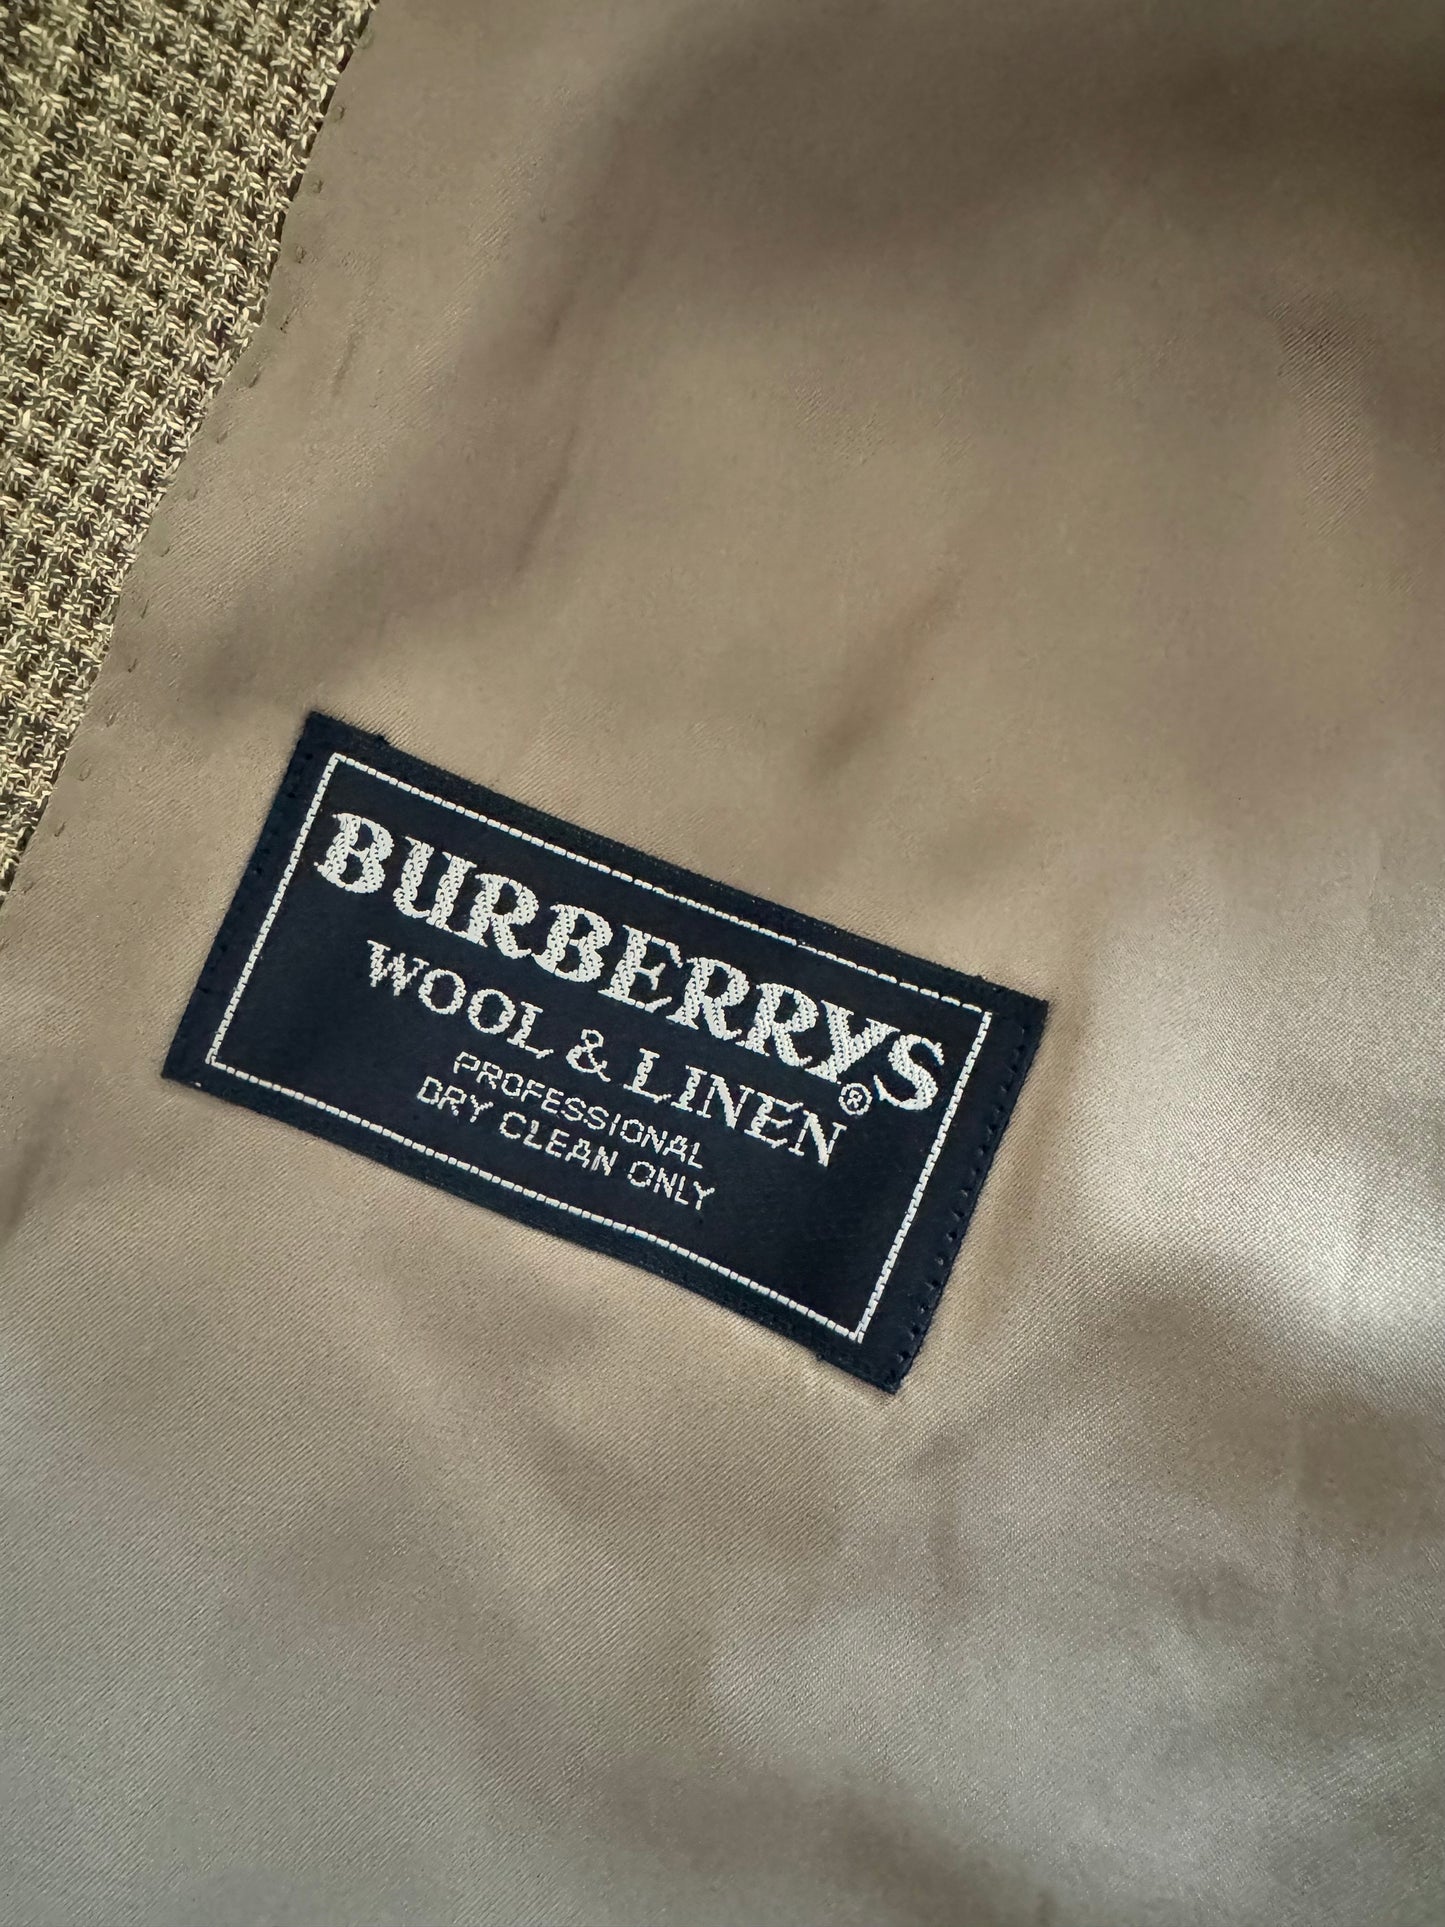 BURBERRYS®
WOOL & LINEN
PROFESSIONAL
DRY CLEAN ONLY